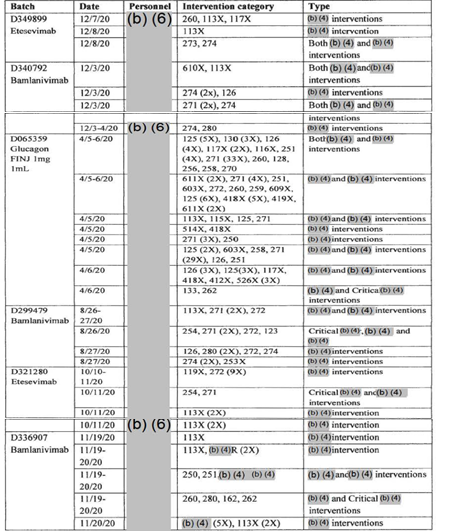 Batch Date Personnel Intervention category Type
D349899 12/7/20 (b) (6) 260, 113X, 117X (b) (4) interventions
Etesevimab 12/8/20 113X (b) (4) intervention
12/8/20 273, 274 Both (b) (4) and (b) (4)
interventions
D340792 12/3/20 610X, 113X Both (b) (4) and (b) (4)
Bamlanivimab interventions
12/3/20 274 (2x), 126 (b) (4) interventions
12/3/20 271 (2x), 274 Both (b) (4) and (b) (4)
interventions
12/3-4/20 (b) (6) 274, 280 (b) (4) interventions
D065359 4/5-6/20 125 (5X), 130 (3X), 126 Both (b) (4) and (b) (4)
Glucagon (4X), 117X (2X), 116X, 251 interventions
FINJ 1mg (4X), 271 (33X), 260, 128,
1mL 256, 258, 270
4/5-6/20 611X (2X), 271 (4X), 251, (b) (4) and (b) (4) interventions
603X, 272, 260, 259, 609X,
125 (6X), 418X (5X), 419X,
611X (2X)
4/5/20 113X, 115X, 125, 271 (b) (4) and (b) (4) interventions
4/5/20 514X, 418X (b) (4) interventions
4/5/20 271 (3X), 250 (b) (4) interventions
4/5/20 125 (2X), 603X, 258, 271 (b) (4) and (b) (4) interventions
(29X), 126, 251
4/6/20 126 (3X), 125(3X), 117X, (b) (4) and (b) (4) interventions
418X, 412X, 526X (3X)
4/6/20 133, 262 (b) (4) and Critical (b) (4)
interventions
D299479 8/26- 113X, 271 (2X), 272 (b) (4) and (b) (4) interventions
Bamlanivimab 27/20
8/26/20 254, 271 (2X), 272, 123 Critical (b) (4), (b) (4) and
(b) (4)
8/27/20 126, 280 (2X), 272, 274 (b) (4) interventions
8/27/20 274 (2X), 253X (b) (4) interventions
D321280 10/10- 119X, 272 (9X) (b) (4) interventions
Etesevimab 11/20
10/11/20 254, 271 Critical (b) (4) and (b) (4)
interventions
10/11/20 113X (2X) (b) (4) interventions
10/11/20 (b) (6) 113X (2X) (b) (4) interventions
D336907 11/19/20 113X (b) (4) intervention
Bamlanivimab 11/19- 113X, (b) (4)R (2X) (b) (4) interventions
20/20
11/19- 250, 251, (b) (4) (b) (4) (b) (4) and (b) (4) interventions
20/20
11/19- 260, 280, 162, 262 (b) (4) and Critical (b) (4)
20/20 interventions
11/20/20 (b) (4) (5X), 113X (2X) (b) (4) interventions